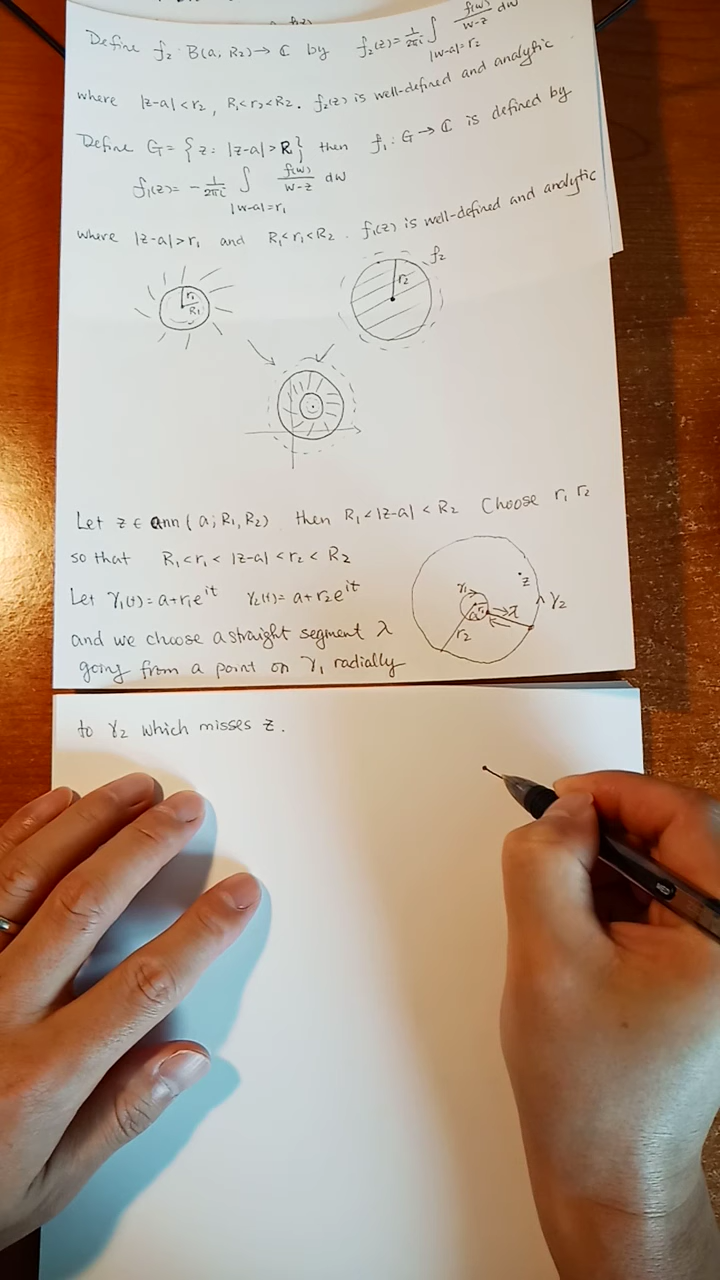 Define f₂: B(a; R₂) → ℂ by f₂(z) = 1/2πi ∫ |w-a|=r₂ f(w)/w-z dw
where |z-a| < r₂, R₁<r₂<R₂. f₂(z) is well-defined and analytic
Define G = {z: |z-a| > R₁} then f₁: G → ℂ is defined by
f₁(z) = - 1/2πi ∫ |w-a|=r₁ f(w)/w-z dw
where |z-a| > r₁ and R₁<r₁<R₂. f₁(z) is well-defined and analytic
f₂
r₁ R₁ r₂
Let z ∈ ann(a; R₁, R₂) then R₁<|z-a| < R₂ Choose r₁ r₂
so that R₁<r₁ < |z-a| < r₂ < R₂
Let γ₁(t) = a+r₁e^it γ₂(t) = a+r₂e^it
and we choose a straight segment λ
going from a point on γ₁ radially
z γ₁ a r₁ λ γ₂ r₂
to γ₂ which misses z.